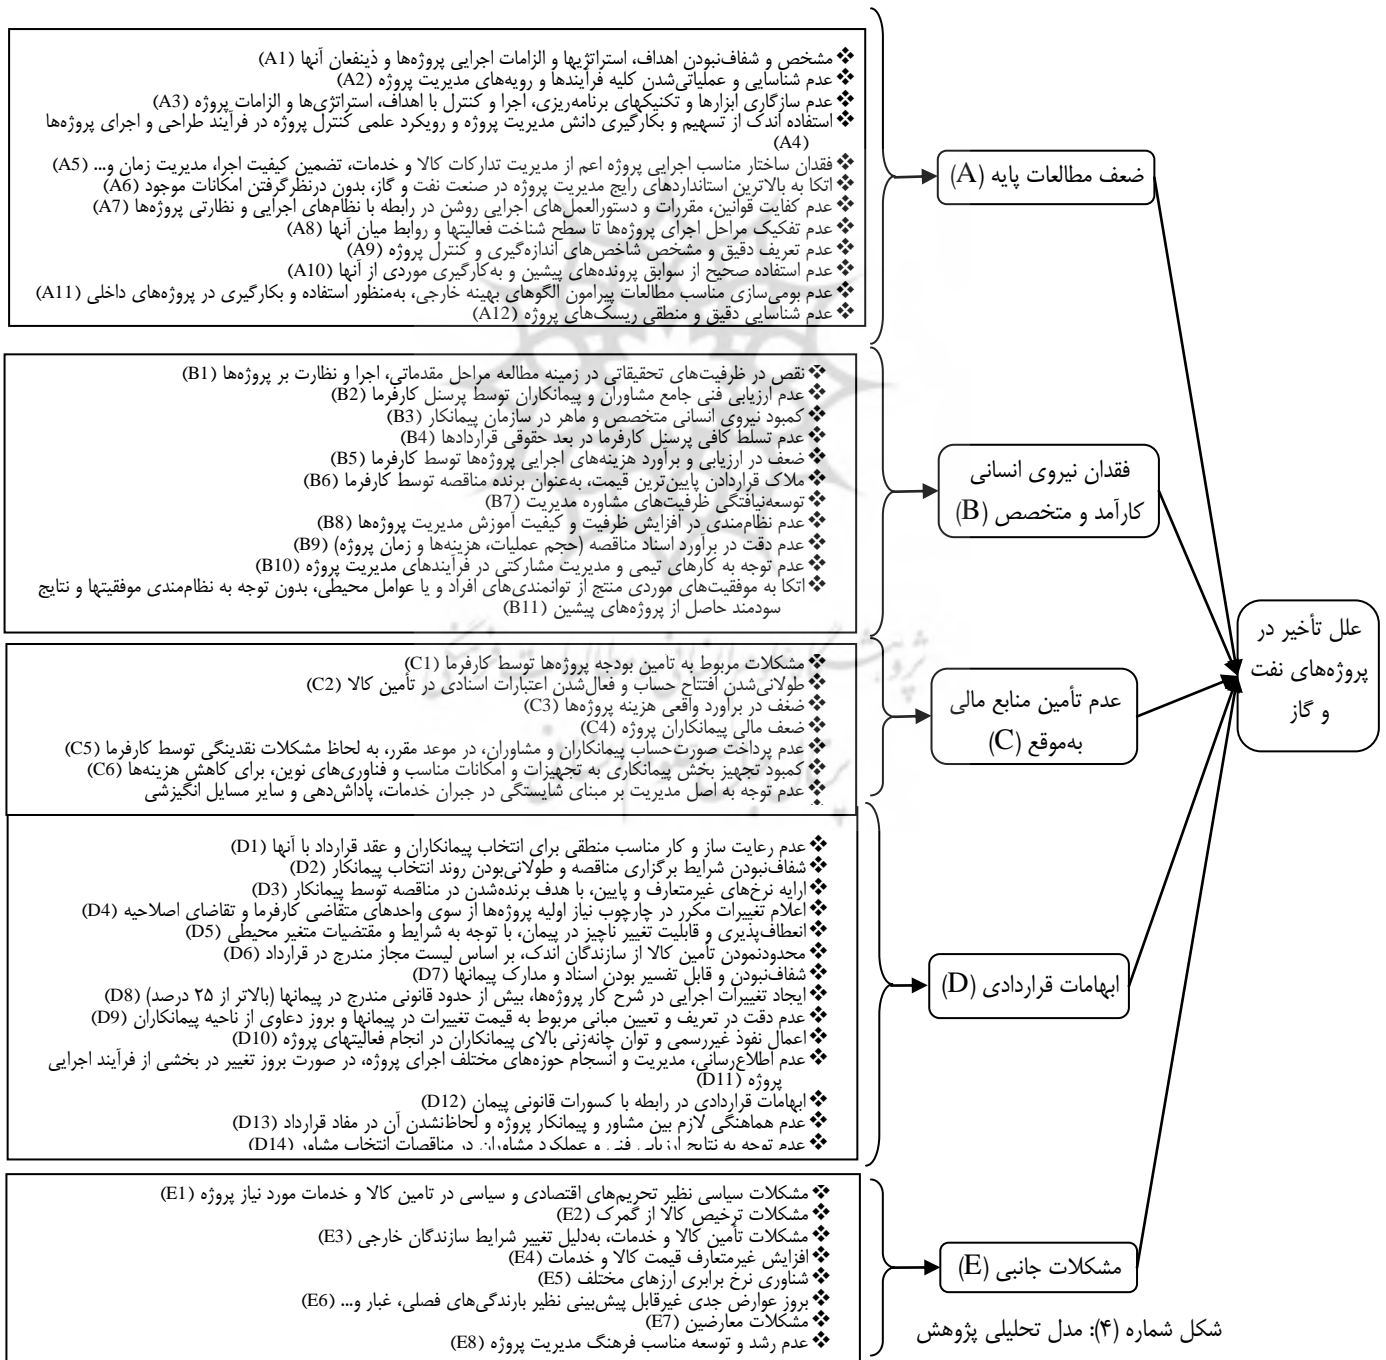 ❖ مشخص و شفاف‌نبودن اهداف، استراتژیها و الزامات اجرایی پروژه‌ها و ذینفعان آنها (A1)
❖ عدم شناسایی و عملیاتی‌شدن کلیه فرآیندها و رویه‌های مدیریت پروژه (A2)
❖ عدم سازگاری ابزارها و تکنیکهای برنامه‌ریزی، اجرا و کنترل با اهداف، استراتژی‌ها و الزامات پروژه (A3)
❖ استفاده اندک از تسهیم و بکارگیری دانش مدیریت پروژه و رویکرد علمی کنترل پروژه در فرآیند طراحی و اجرای پروژه‌ها
(A4)
❖ فقدان ساختار مناسب اجرایی پروژه اعم از مدیریت تدارکات کالا و خدمات، تضمین کیفیت اجرا، مدیریت زمان و... (A5)
❖ اتکا به بالاترین استانداردهای رایج مدیریت پروژه در صنعت نفت و گاز، بدون درنظرگرفتن امکانات موجود (A6)
❖ عدم کفایت قوانین، مقررات و دستورالعمل‌های اجرایی روشن در رابطه با نظام‌های اجرایی و نظارتی پروژه‌ها (A7)
❖ عدم تفکیک مراحل اجرای پروژه‌ها تا سطح شناخت فعالیتها و روابط میان آنها (A8)
❖ عدم تعریف دقیق و مشخص شاخص‌های اندازه‌گیری و کنترل پروژه (A9)
❖ عدم استفاده صحیح از سوابق پرونده‌های پیشین و به‌کارگیری موردی از آنها (A10)
❖ عدم بومی‌سازی مناسب مطالعات پیرامون الگوهای بهینه خارجی، به‌منظور استفاده و بکارگیری در پروژه‌های داخلی (A11)
❖ عدم شناسایی دقیق و منطقی ریسک‌های پروژه (A12)
ضعف مطالعات پایه (A)
❖ نقص در ظرفیت‌های تحقیقاتی در زمینه مطالعه مراحل مقدماتی، اجرا و نظارت بر پروژه‌ها (B1)
❖ عدم ارزیابی فنی جامع مشاوران و پیمانکاران توسط پرسنل کارفرما (B2)
❖ کمبود نیروی انسانی متخصص و ماهر در سازمان پیمانکار (B3)
❖ عدم تسلط کافی پرسنل کارفرما در بعد حقوقی قراردادها (B4)
❖ ضعف در ارزیابی و برآورد هزینه‌های اجرایی پروژه‌ها توسط کارفرما (B5)
❖ ملاک قراردادن پایین‌ترین قیمت، به‌عنوان برنده مناقصه توسط کارفرما (B6)
❖ توسعه‌نیافتگی ظرفیت‌های مشاوره مدیریت (B7)
❖ عدم نظام‌مندی در افزایش ظرفیت و کیفیت آموزش مدیریت پروژه‌ها (B8)
❖ عدم دقت در برآورد اسناد مناقصه (حجم عملیات، هزینه‌ها و زمان پروژه) (B9)
❖ عدم توجه به کارهای تیمی و مدیریت مشارکتی در فرآیندهای مدیریت پروژه (B10)
❖ اتکا به موفقیت‌های موردی منتج از توانمندی‌های افراد و یا عوامل محیطی، بدون توجه به نظام‌مندی موفقیتها و نتایج
سودمند حاصل از پروژه‌های پیشین (B11)
فقدان نیروی انسانی
کارآمد و متخصص (B)
علل تأخیر در
پروژه‌های نفت
و گاز
❖ مشکلات مربوط به تامین بودجه پروژه‌ها توسط کارفرما (C1)
❖ طولانی‌شدن افتتاح حساب و فعال‌شدن اعتبارات اسنادی در تأمین کالا (C2)
❖ ضعف در برآورد واقعی هزینه پروژه‌ها (C3)
❖ ضعف مالی پیمانکاران پروژه (C4)
❖ عدم پرداخت صورت‌حساب پیمانکاران و مشاوران، در موعد مقرر، به لحاظ مشکلات نقدینگی توسط کارفرما (C5)
❖ کمبود تجهیز بخش پیمانکاری به تجهیزات و امکانات مناسب و فناوری‌های نوین، برای کاهش هزینه‌ها (C6)
❖ عدم توجه به اصل مدیریت بر مبنای شایستگی در جبران خدمات، پاداش‌دهی و سایر مسایل انگیزشی
عدم تأمین منابع مالی
به‌موقع (C)
❖ عدم رعایت ساز و کار مناسب منطقی برای انتخاب پیمانکاران و عقد قرارداد با آنها (D1)
❖ شفاف‌نبودن شرایط برگزاری مناقصه و طولانی‌بودن روند انتخاب پیمانکار (D2)
❖ ارایه نرخ‌های غیرمتعارف و پایین، با هدف برنده‌شدن در مناقصه توسط پیمانکار (D3)
❖ اعلام تغییرات مکرر در چارچوب نیاز اولیه پروژه‌ها از سوی واحدهای متقاضی کارفرما و تقاضای اصلاحیه (D4)
❖ انعطاف‌پذیری و قابلیت تغییر ناچیز در پیمان، با توجه به شرایط و مقتضیات متغیر محیطی (D5)
❖ محدودنمودن تأمین کالا از سازندگان اندک، بر اساس لیست مجاز مندرج در قرارداد (D6)
❖ شفاف‌نبودن و قابل تفسیر بودن اسناد و مدارک پیمانها (D7)
❖ ایجاد تغییرات اجرایی در شرح کار پروژه‌ها، بیش از حدود قانونی مندرج در پیمانها (بالاتر از ۲۵ درصد) (D8)
❖ عدم دقت در تعریف و تعیین مبانی مربوط به قیمت تغییرات در پیمانها و بروز دعاوی از ناحیه پیمانکاران (D9)
❖ اعمال نفوذ غیررسمی و توان چانه‌زنی بالای پیمانکاران در انجام فعالیتهای پروژه (D10)
❖ عدم اطلاع‌رسانی، مدیریت و انسجام حوزه‌های مختلف اجرای پروژه، در صورت بروز تغییر در بخشی از فرآیند اجرایی
پروژه (D11)
❖ ابهامات قراردادی در رابطه با کسورات قانونی پیمان (D12)
❖ عدم هماهنگی لازم بین مشاور و پیمانکار پروژه و لحاظ‌نشدن آن در مفاد قرارداد (D13)
❖ عدم توجه به نتایج ارزیابی فنی و عملکرد مشاوران در مناقصات انتخاب مشاور (D14)
ابهامات قراردادی (D)
❖ مشکلات سیاسی نظیر تحریم‌های اقتصادی و سیاسی در تامین کالا و خدمات مورد نیاز پروژه (E1)
❖ مشکلات ترخیص کالا از گمرک (E2)
❖ مشکلات تأمین کالا و خدمات، به‌دلیل تغییر شرایط سازندگان خارجی (E3)
❖ افزایش غیرمتعارف قیمت کالا و خدمات (E4)
❖ شناوری نرخ برابری ارزهای مختلف (E5)
❖ بروز عوارض جدی غیرقابل پیش‌بینی نظیر بارندگی‌های فصلی، غبار و... (E6)
❖ مشکلات معارضین (E7)
❖ عدم رشد و توسعه مناسب فرهنگ مدیریت پروژه (E8)
مشکلات جانبی (E)
شکل شماره (۴): مدل تحلیلی پژوهش